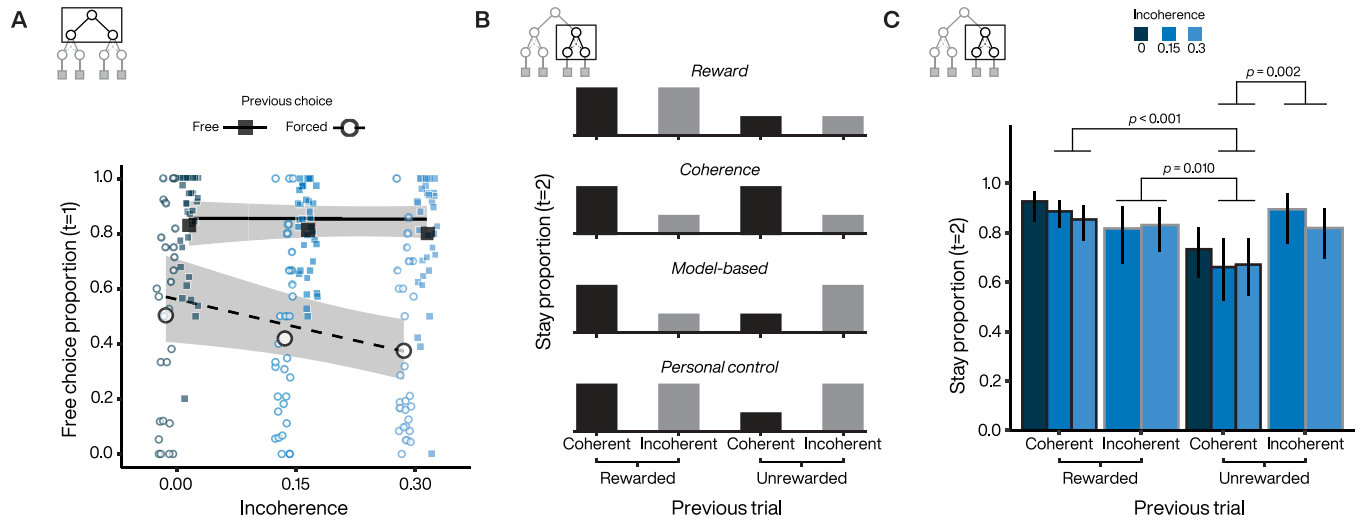 A
Previous choice
Free
Forced
Free choice proportion (t=1)
1.0
0.8
0.6
0.4
0.2
0.0
0.00
0.15
0.30
Incoherence
B
Stay proportion (t=2)
Reward
Coherence
Model-based
Personal control
Coherent
Incoherent
Coherent
Incoherent
Rewarded
Unrewarded
Previous trial
C
Incoherence
0
0.15
0.3
p = 0.002
p < 0.001
p = 0.010
Stay proportion (t=2)
1.0
0.8
0.6
0.4
0.2
0.0
Coherent
Incoherent
Coherent
Incoherent
Rewarded
Unrewarded
Previous trial